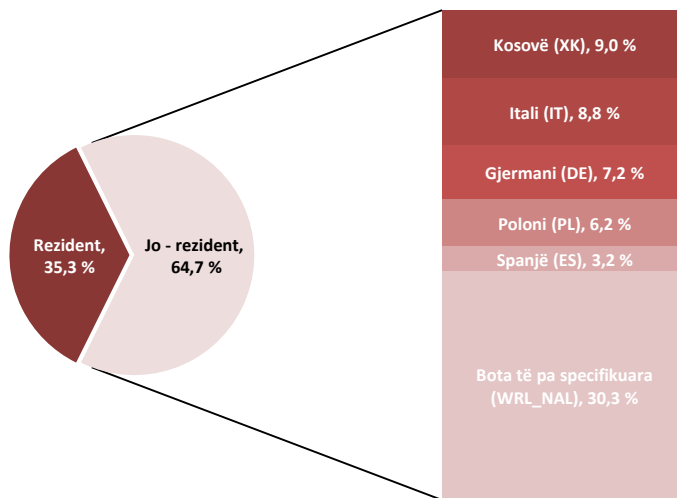 Kosovë (XK), 9,0 %
Itali (IT), 8,8 %
Gjermani (DE), 7,2 %
Poloni (PL), 6,2 %
Spanjë (ES), 3,2 %
Bota të pa specifikuara
(WRL_NAL), 30,3 %
Rezident,
35,3 %
Jo - rezident,
64,7 %